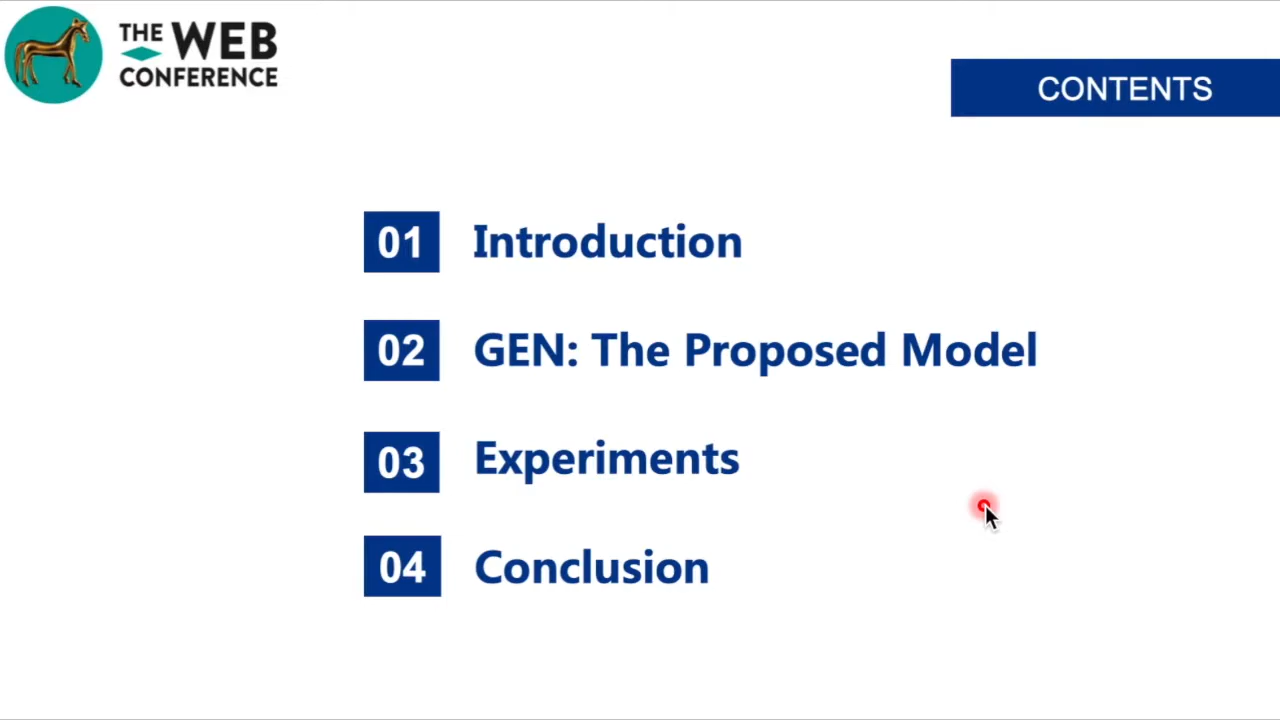 THE WEB
CONFERENCE
CONTENTS
01 Introduction
02 GEN: The Proposed Model
03 Experiments
04 Conclusion